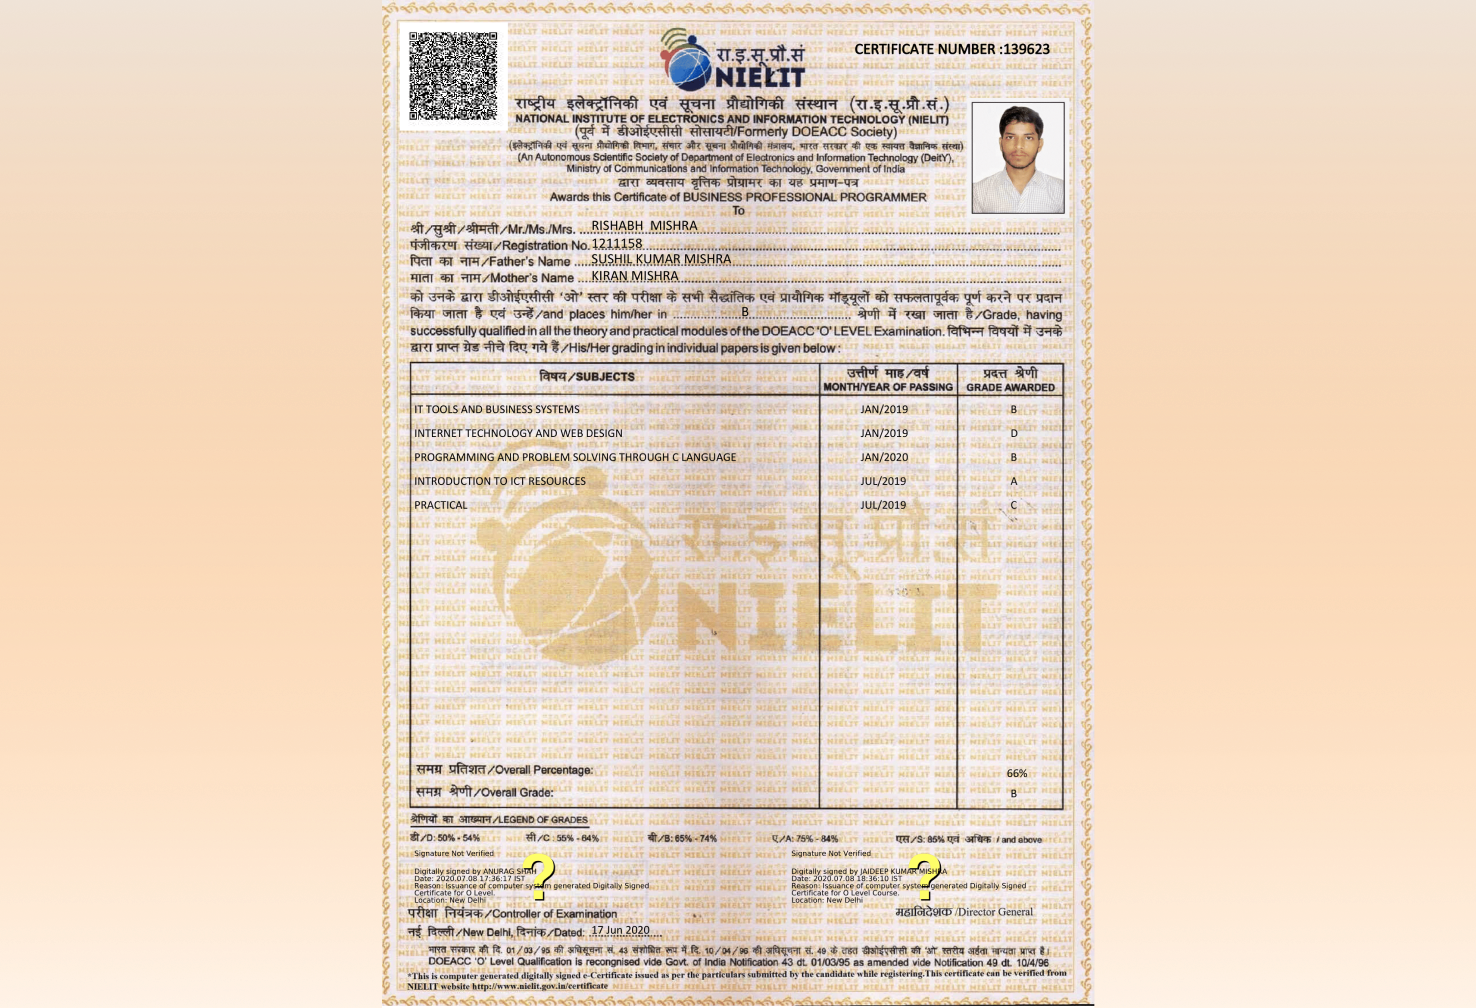 रा.इ.सू.प्रौ.सं
NIELIT
CERTIFICATE NUMBER :139623
राष्ट्रीय इलेक्ट्रॉनिकी एवं सूचना प्रौद्योगिकी संस्थान (रा.इ.सू.प्रौ.सं.)
NATIONAL INSTITUTE OF ELECTRONICS AND INFORMATION TECHNOLOGY (NIELIT)
(पूर्व में डीओईएसीसी सोसायटी/Formerly DOEACC Society)
(इलेक्ट्रॉनिकी एवं सूचना प्रौद्योगिकी विभाग, संचार और सूचना प्रौद्योगिकी मंत्रालय, भारत सरकार की एक स्वायत्त वैज्ञानिक संस्था)
(An Autonomous Scientific Society of Department of Electronics and Information Technology (DeitY),
Ministry of Communications and Information Technology, Government of India
द्वारा व्यवसाय वृत्तिक प्रोग्रामर का यह प्रमाण-पत्र
Awards this Certificate of BUSINESS PROFESSIONAL PROGRAMMER
To
श्री/सुश्री/श्रीमती/Mr./Ms./Mrs. RISHABH MISHRA
पंजीकरण संख्या/Registration No. 1211158
पिता का नाम/Father's Name SUSHIL KUMAR MISHRA
माता का नाम/Mother's Name KIRAN MISHRA
को उनके द्वारा डीओईएसीसी 'ओ' स्तर की परीक्षा के सभी सैद्धांतिक एवं प्रायोगिक मॉड्यूलों को सफलतापूर्वक पूर्ण करने पर प्रदान
किया जाता है एवं उन्हें/and places him/her in B श्रेणी में रखा जाता है/Grade, having
successfully qualified in all the theory and practical modules of the DOEACC 'O' LEVEL Examination. विभिन्न विषयों में उनके
द्वारा प्राप्त ग्रेड नीचे दिए गये हैं/His/Her grading in individual papers is given below :
विषय/SUBJECTS
उत्तीर्ण माह/वर्ष
MONTH/YEAR OF PASSING
प्रदत्त श्रेणी
GRADE AWARDED
IT TOOLS AND BUSINESS SYSTEMS JAN/2019 B
INTERNET TECHNOLOGY AND WEB DESIGN JAN/2019 D
PROGRAMMING AND PROBLEM SOLVING THROUGH C LANGUAGE JAN/2020 B
INTRODUCTION TO ICT RESOURCES JUL/2019 A
PRACTICAL JUL/2019 C
रा.इ.सू.प्रौ.सं
NIELIT
समग्र प्रतिशत/Overall Percentage: 66%
समग्र श्रेणी/Overall Grade: B
श्रेणियों का आख्यान/LEGEND OF GRADES
डी/D: 50% - 54% सी/C : 55% - 64% बी/B: 65% - 74% ए/A: 75% - 84% एस/S: 85% एवं अधिक / and above
Signature Not Verified
Digitally signed by ANURAG SHAH
Date: 2020.07.08 17:36:17 IST
Reason: Issuance of computer system generated Digitally Signed
Certificate for O Level.
Location: New Delhi
Signature Not Verified
Digitally signed by JAIDEEP KUMAR MISHRA
Date: 2020.07.08 18:36:10 IST
Reason: Issuance of computer system generated Digitally Signed
Certificate for O Level Course.
Location: New Delhi
परीक्षा नियंत्रक/Controller of Examination
महानिदेशक /Director General
नई दिल्ली/New Delhi, दिनांक/Dated: 17 Jun 2020
भारत सरकार की दि. 01/03/95 की अधिसूचना सं. 43 संशोधित रूप में दि. 10/04/96 की अधिसूचना सं. 49 के तहत डीओईएसीसी की 'ओ' स्तरीय अर्हता मान्यता प्राप्त है।
DOEACC 'O' Level Qualification is recongnised vide Govt. of India Notification 43 dt. 01/03/95 as amended vide Notification 49 dt. 10/4/96
*This is computer generated digitally signed e-Certificate issued as per the particulars submitted by the candidate while registering.This certificate can be verified from
NIELIT website http://www.nielit.gov.in/certificate